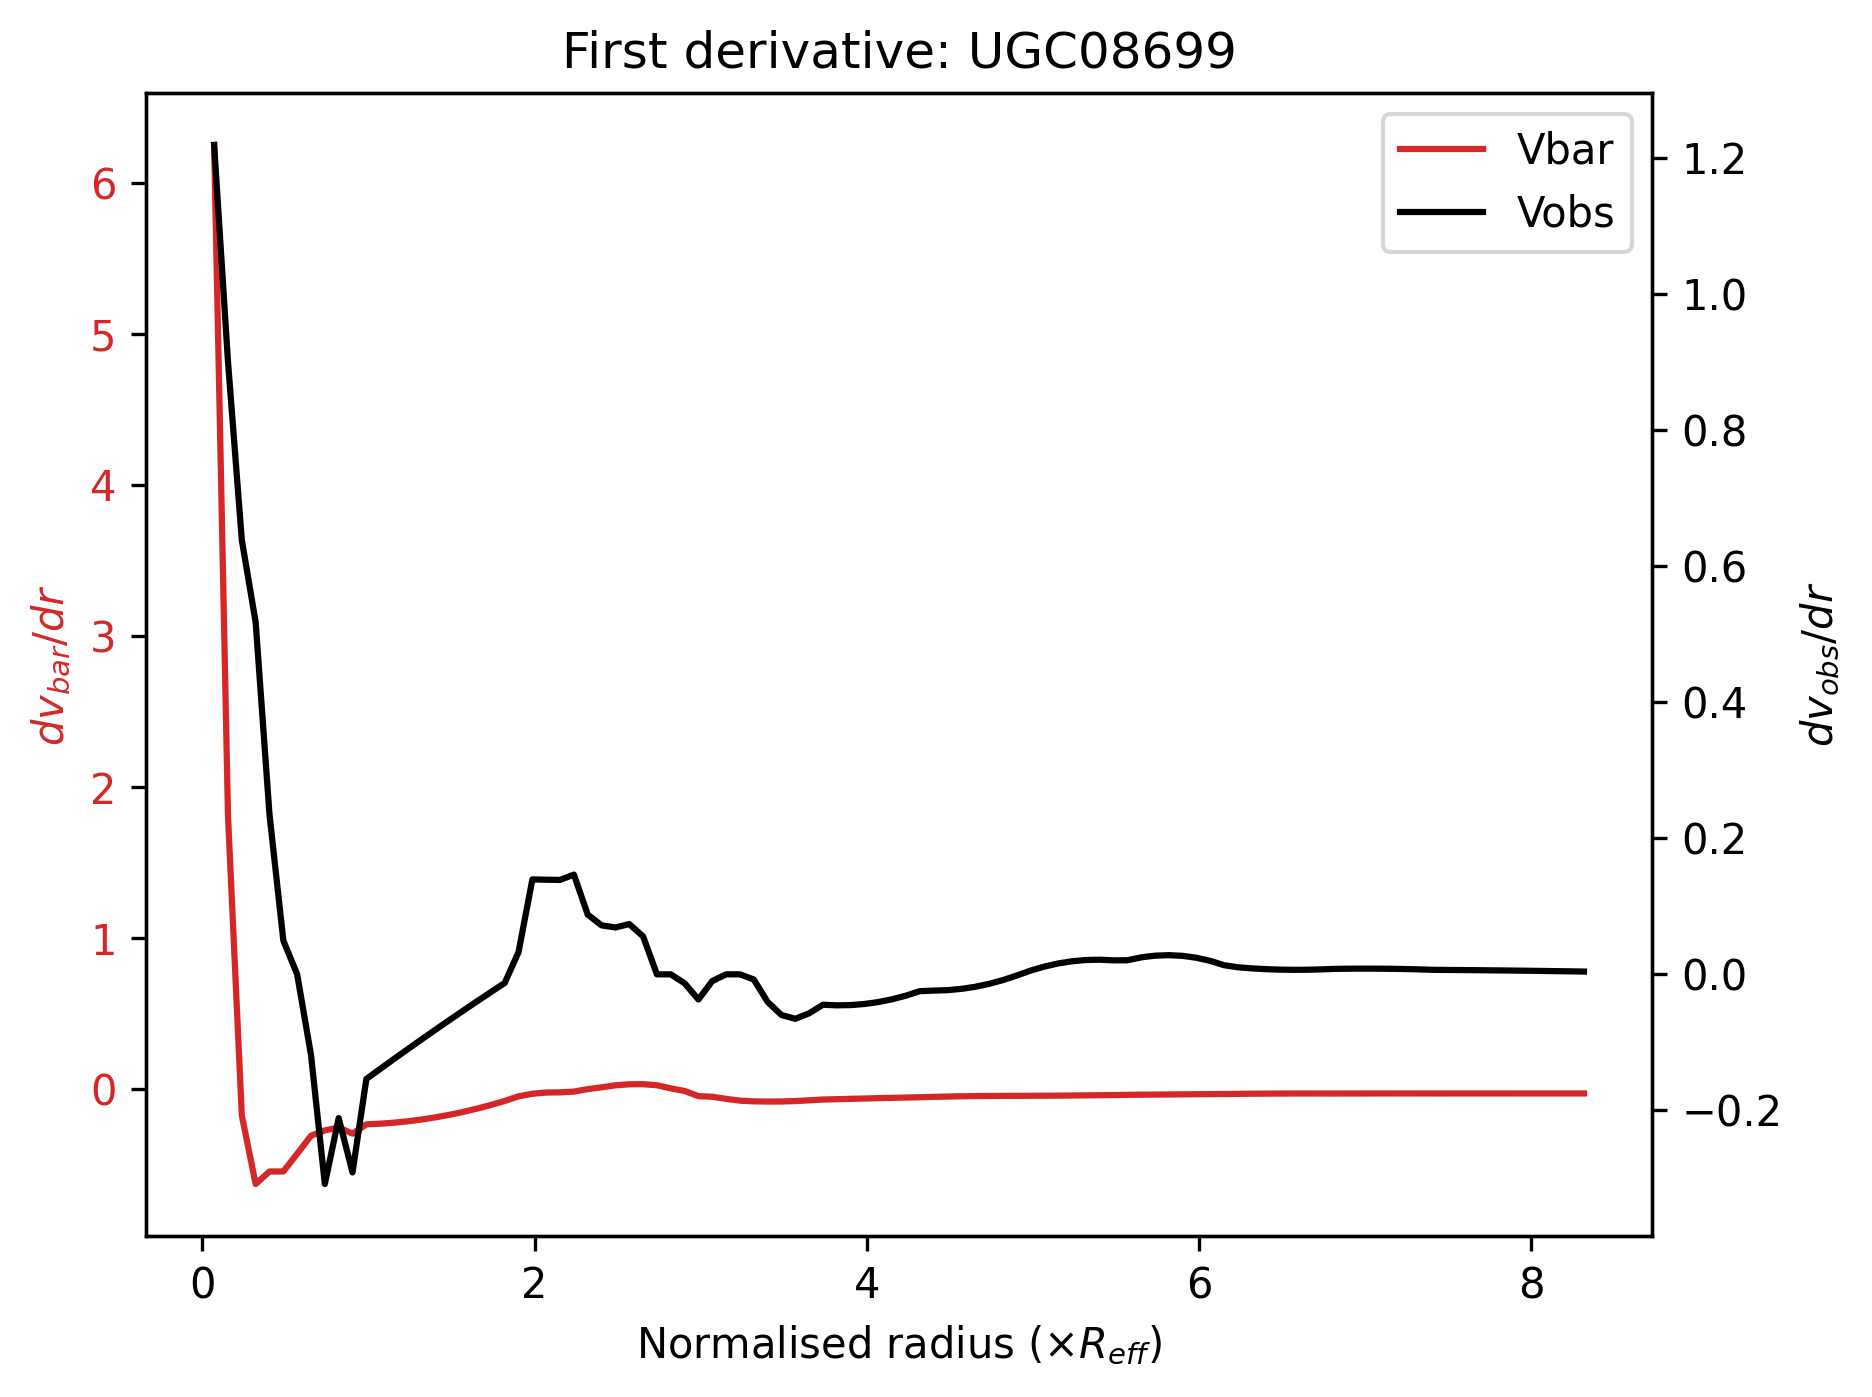 First derivative: UGC08699
Vbar
Vobs
6
5
4
3
2
1
0
dv_bar/dr
1.2
1.0
0.8
0.6
0.4
0.2
0.0
−0.2
dv_obs/dr
0 2 4 6 8
Normalised radius (×R_eff)